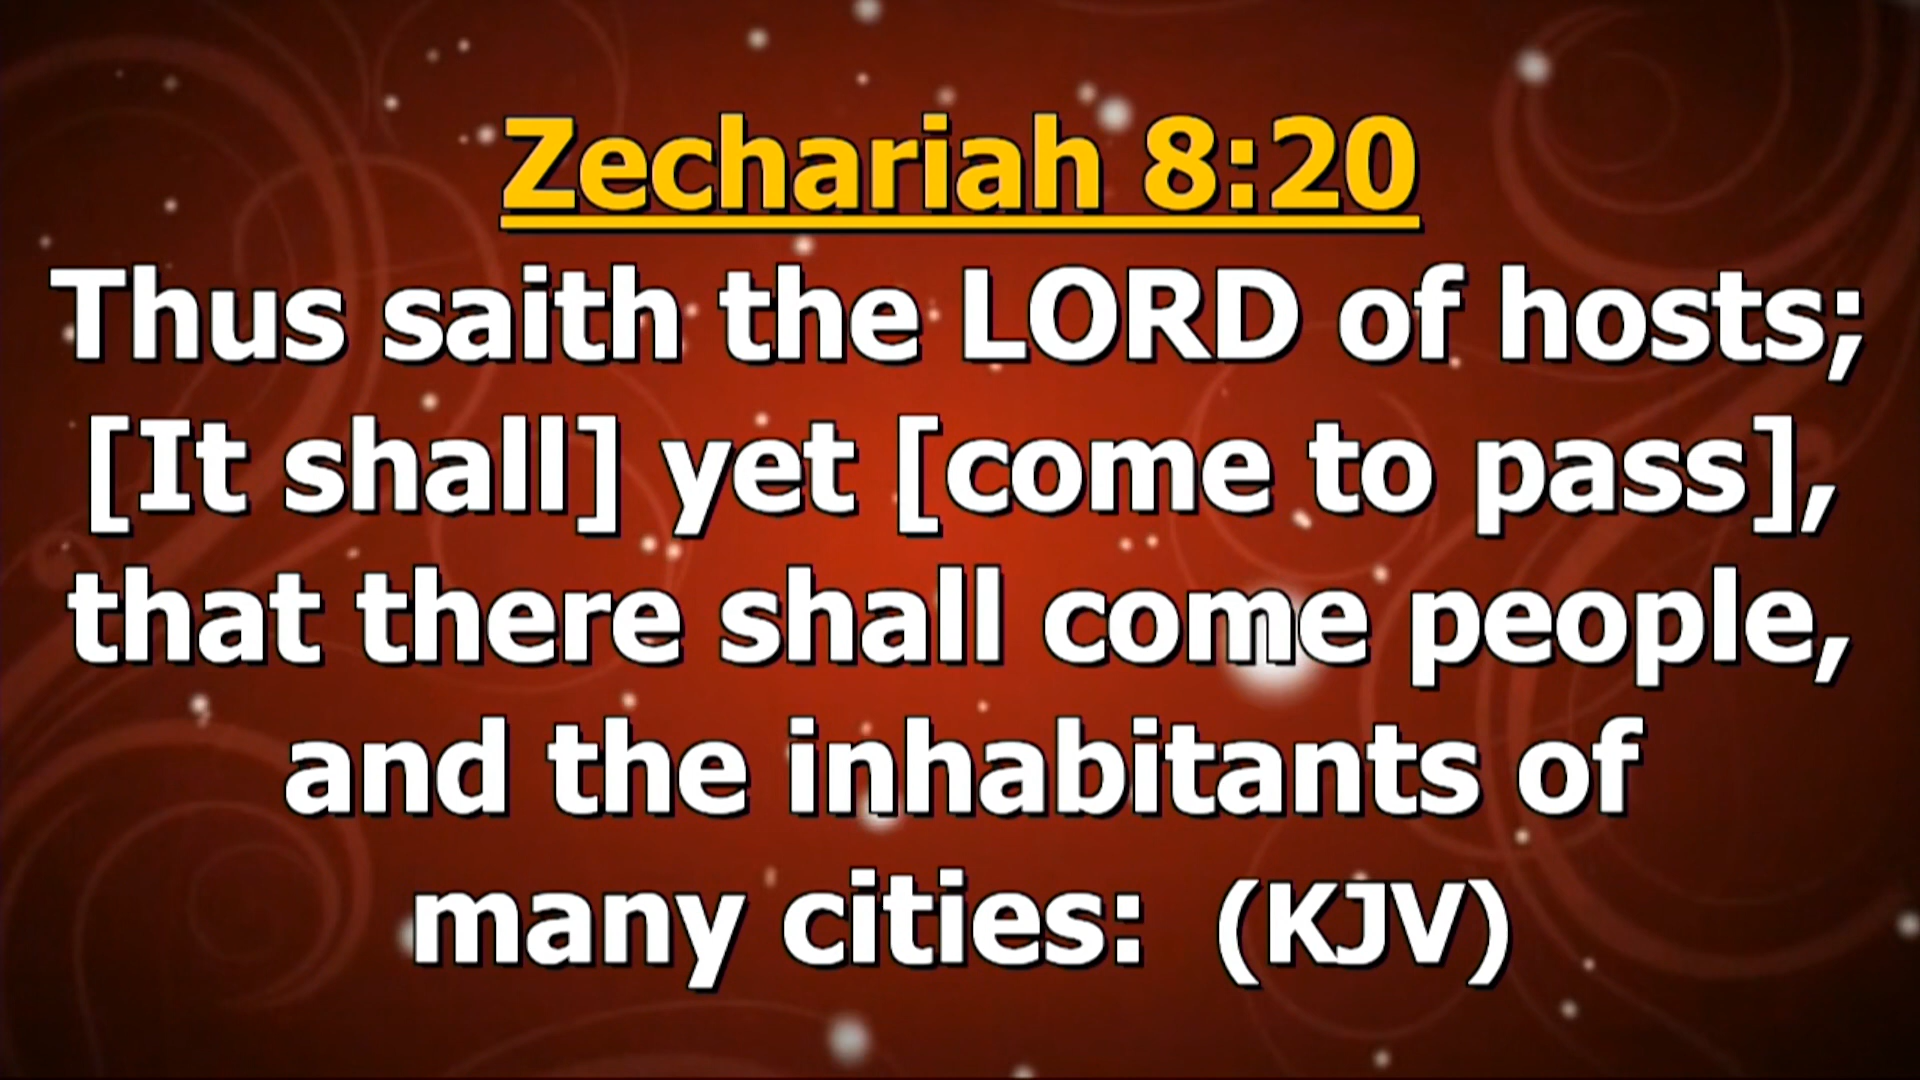 Zechariah 8:20
Thus saith the LORD of hosts;
[It shall] yet [come to pass],
that there shall come people,
and the inhabitants of
many cities:  (KJV)